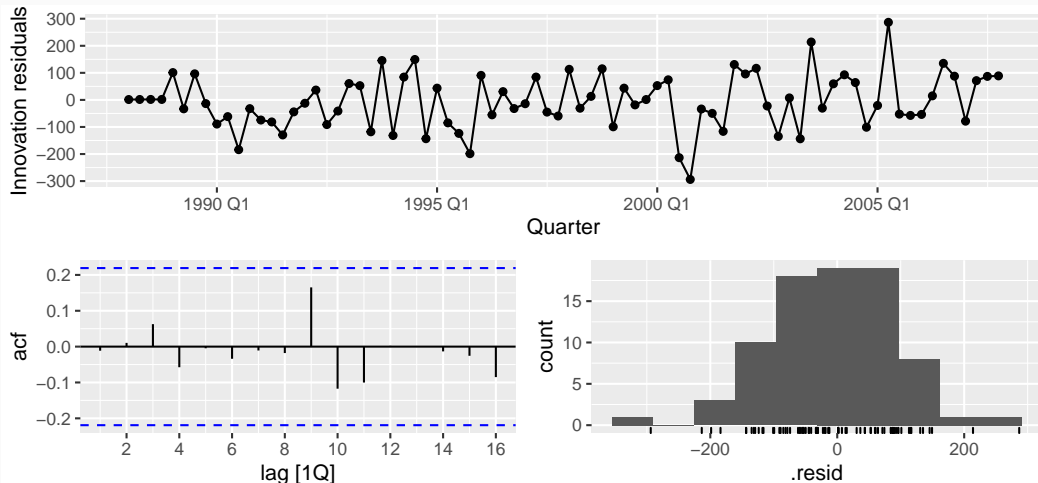 Innovation residuals
300
200
100
0
−100
−200
−300
1990 Q1 1995 Q1 2000 Q1 2005 Q1
Quarter
acf
0.2
0.1
0.0
−0.1
−0.2
2 4 6 8 10 12 14 16
lag [1Q]
count
15
10
5
0
−200 0 200
.resid